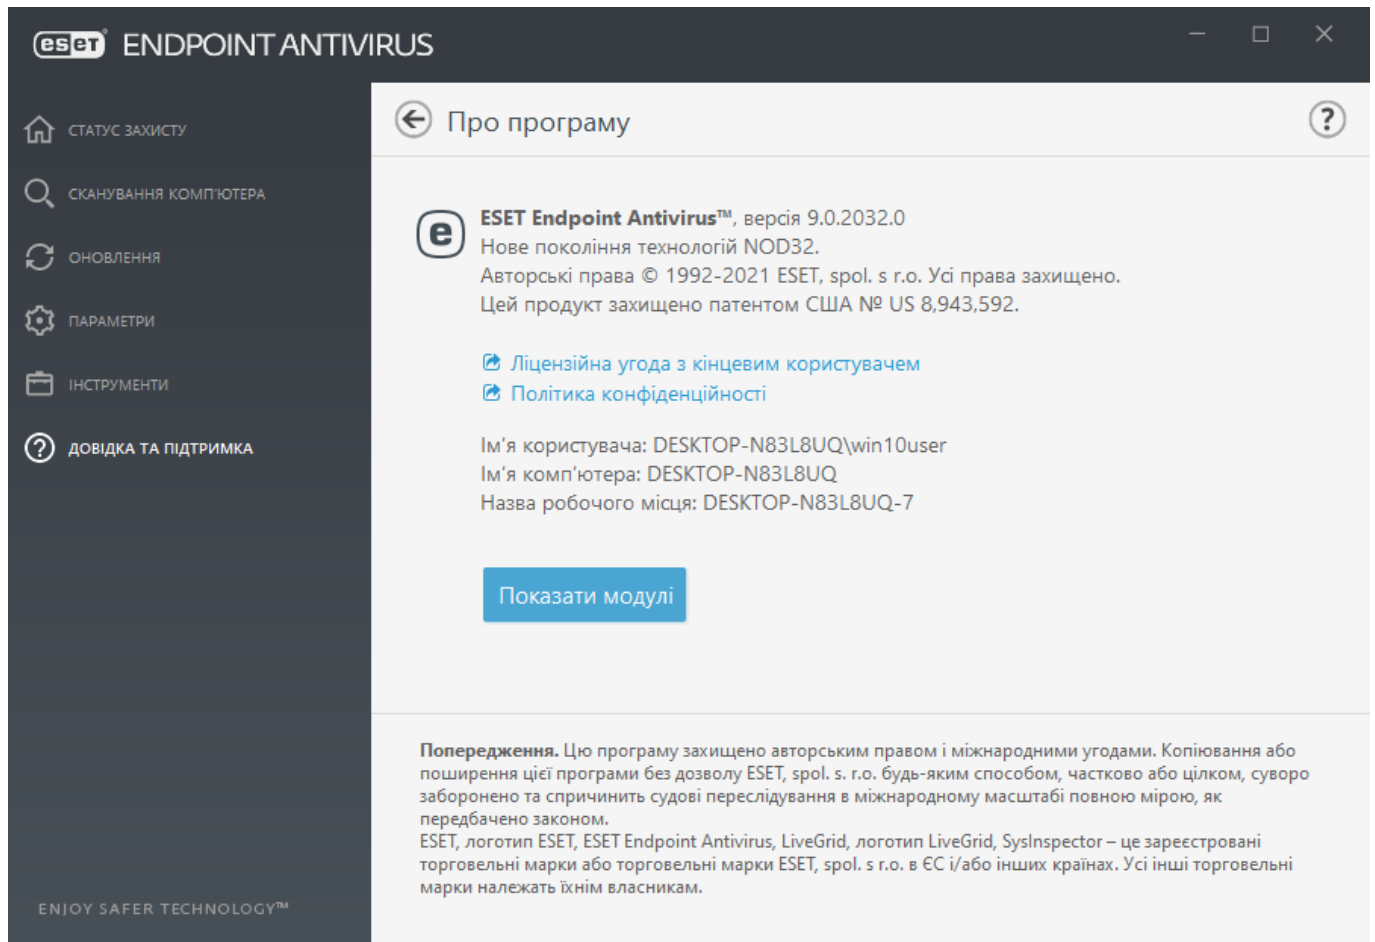 eset ENDPOINT ANTIVIRUS
СТАТУС ЗАХИСТУ
СКАНУВАННЯ КОМП'ЮТЕРА
ОНОВЛЕННЯ
ПАРАМЕТРИ
ІНСТРУМЕНТИ
ДОВІДКА ТА ПІДТРИМКА
ENJOY SAFER TECHNOLOGY™
Про програму
?
ESET Endpoint Antivirus™, версія 9.0.2032.0
Нове покоління технологій NOD32.
Авторські права © 1992-2021 ESET, spol. s r.o. Усі права захищено.
Цей продукт захищено патентом США № US 8,943,592.
Ліцензійна угода з кінцевим користувачем
Політика конфіденційності
Ім'я користувача: DESKTOP-N83L8UQ\win10user
Ім'я комп'ютера: DESKTOP-N83L8UQ
Назва робочого місця: DESKTOP-N83L8UQ-7
Показати модулі
Попередження. Цю програму захищено авторським правом і міжнародними угодами. Копіювання або
поширення цієї програми без дозволу ESET, spol. s. r.o. будь-яким способом, частково або цілком, суворо
заборонено та спричинить судові переслідування в міжнародному масштабі повною мірою, як
передбачено законом.
ESET, логотип ESET, ESET Endpoint Antivirus, LiveGrid, логотип LiveGrid, SysInspector – це зареєстровані
торговельні марки або торговельні марки ESET, spol. s r.o. в ЄС і/або інших країнах. Усі інші торговельні
марки належать їхнім власникам.